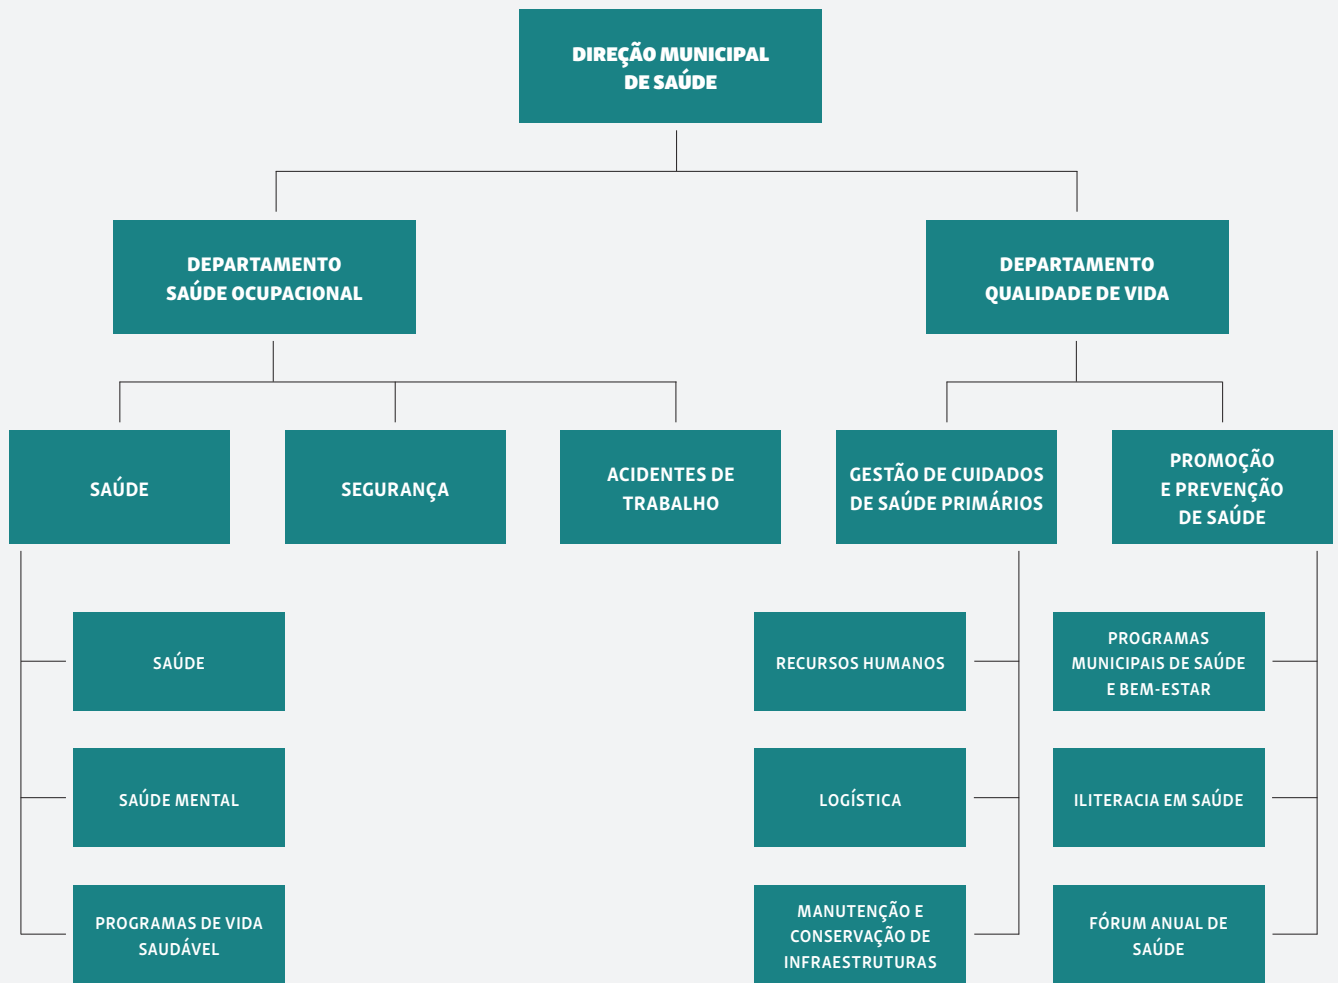 DIREÇÃO MUNICIPAL
DE SAÚDE
DEPARTAMENTO
SAÚDE OCUPACIONAL
DEPARTAMENTO
QUALIDADE DE VIDA
SAÚDE
SEGURANÇA
ACIDENTES DE
TRABALHO
GESTÃO DE CUIDADOS
DE SAÚDE PRIMÁRIOS
PROMOÇÃO
E PREVENÇÃO
DE SAÚDE
SAÚDE
RECURSOS HUMANOS
PROGRAMAS
MUNICIPAIS DE SAÚDE
E BEM-ESTAR
SAÚDE MENTAL
LOGÍSTICA
ILITERACIA EM SAÚDE
PROGRAMAS DE VIDA
SAUDÁVEL
MANUTENÇÃO E
CONSERVAÇÃO DE
INFRAESTRUTURAS
FÓRUM ANUAL DE
SAÚDE